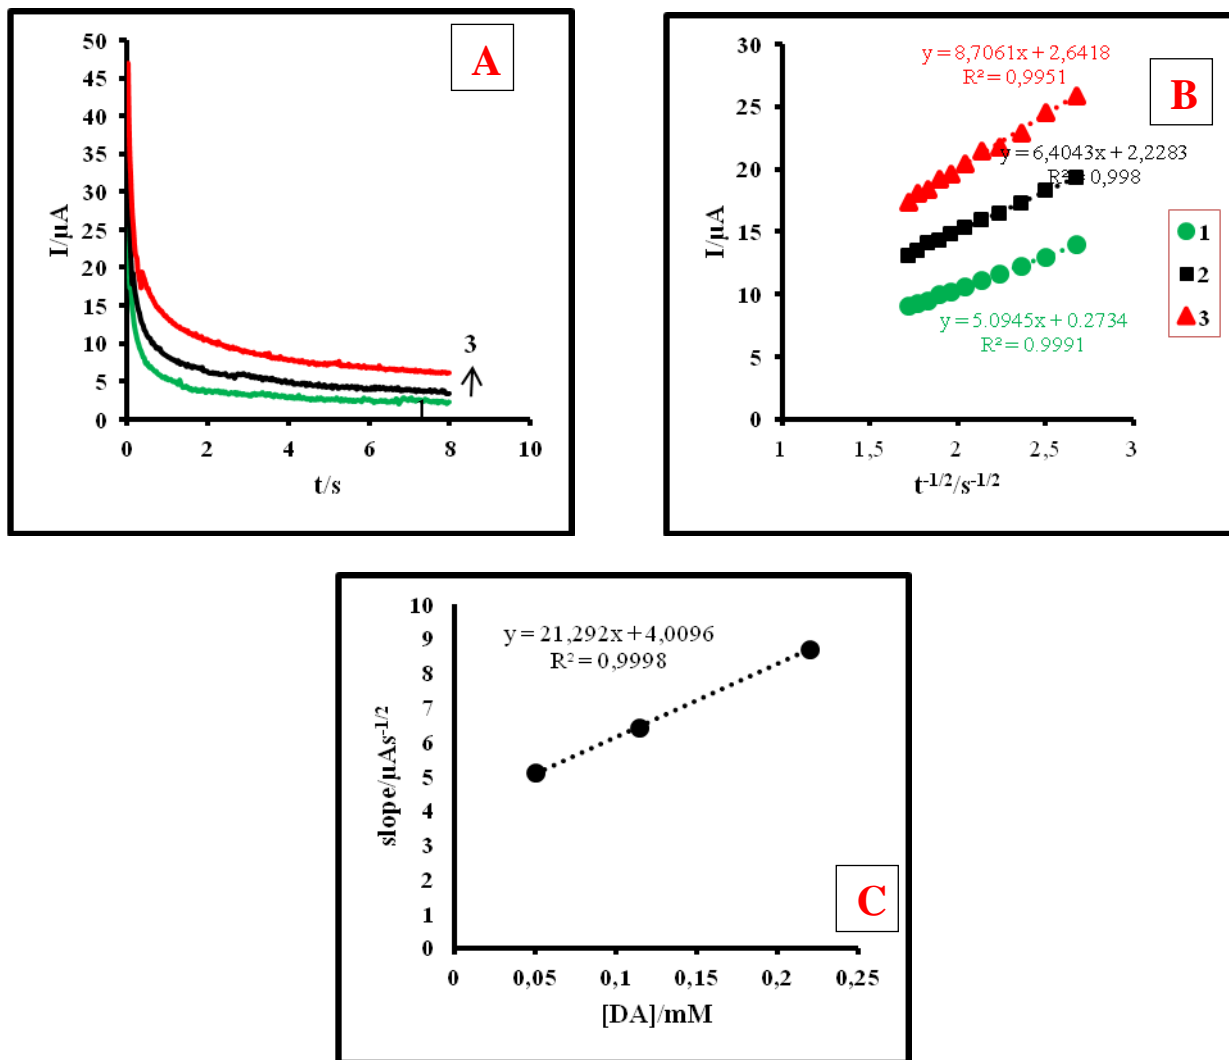 A
50
45
40
35
30
25
20
15
10
5
0
I/µA
3
1
0 2 4 6 8 10
t/s
B
30
25
20
15
10
5
0
I/µA
y = 8,7061x + 2,6418
R² = 0,9951
y = 6,4043x + 2,2283
R² = 0,998
y = 5.0945x + 0.2734
R² = 0.9991
1
2
3
1 1,5 2 2,5 3
t-1/2/s-1/2
10
9
8
7
6
5
4
3
2
1
0
slope/µAs-1/2
y = 21,292x + 4,0096
R² = 0,9998
C
0 0,05 0,1 0,15 0,2 0,25
[DA]/mM